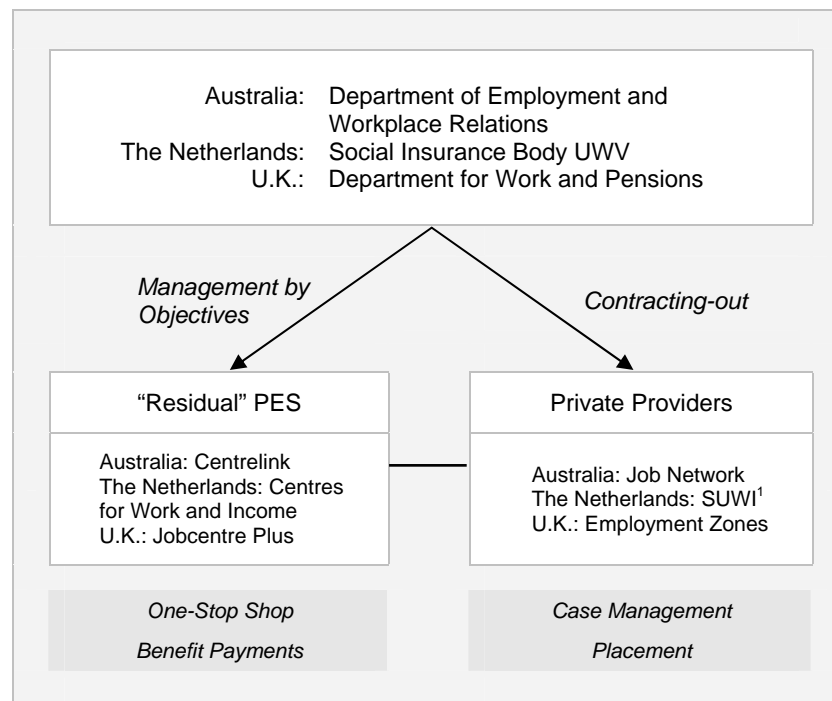 Australia: Department of Employment and
Workplace Relations
The Netherlands: Social Insurance Body UWV
U.K.: Department for Work and Pensions
Management by
Objectives
Contracting-out
“Residual” PES
Australia: Centrelink
The Netherlands: Centres
for Work and Income
U.K.: Jobcentre Plus
Private Providers
Australia: Job Network
The Netherlands: SUWI¹
U.K.: Employment Zones
One-Stop Shop
Benefit Payments
Case Management
Placement